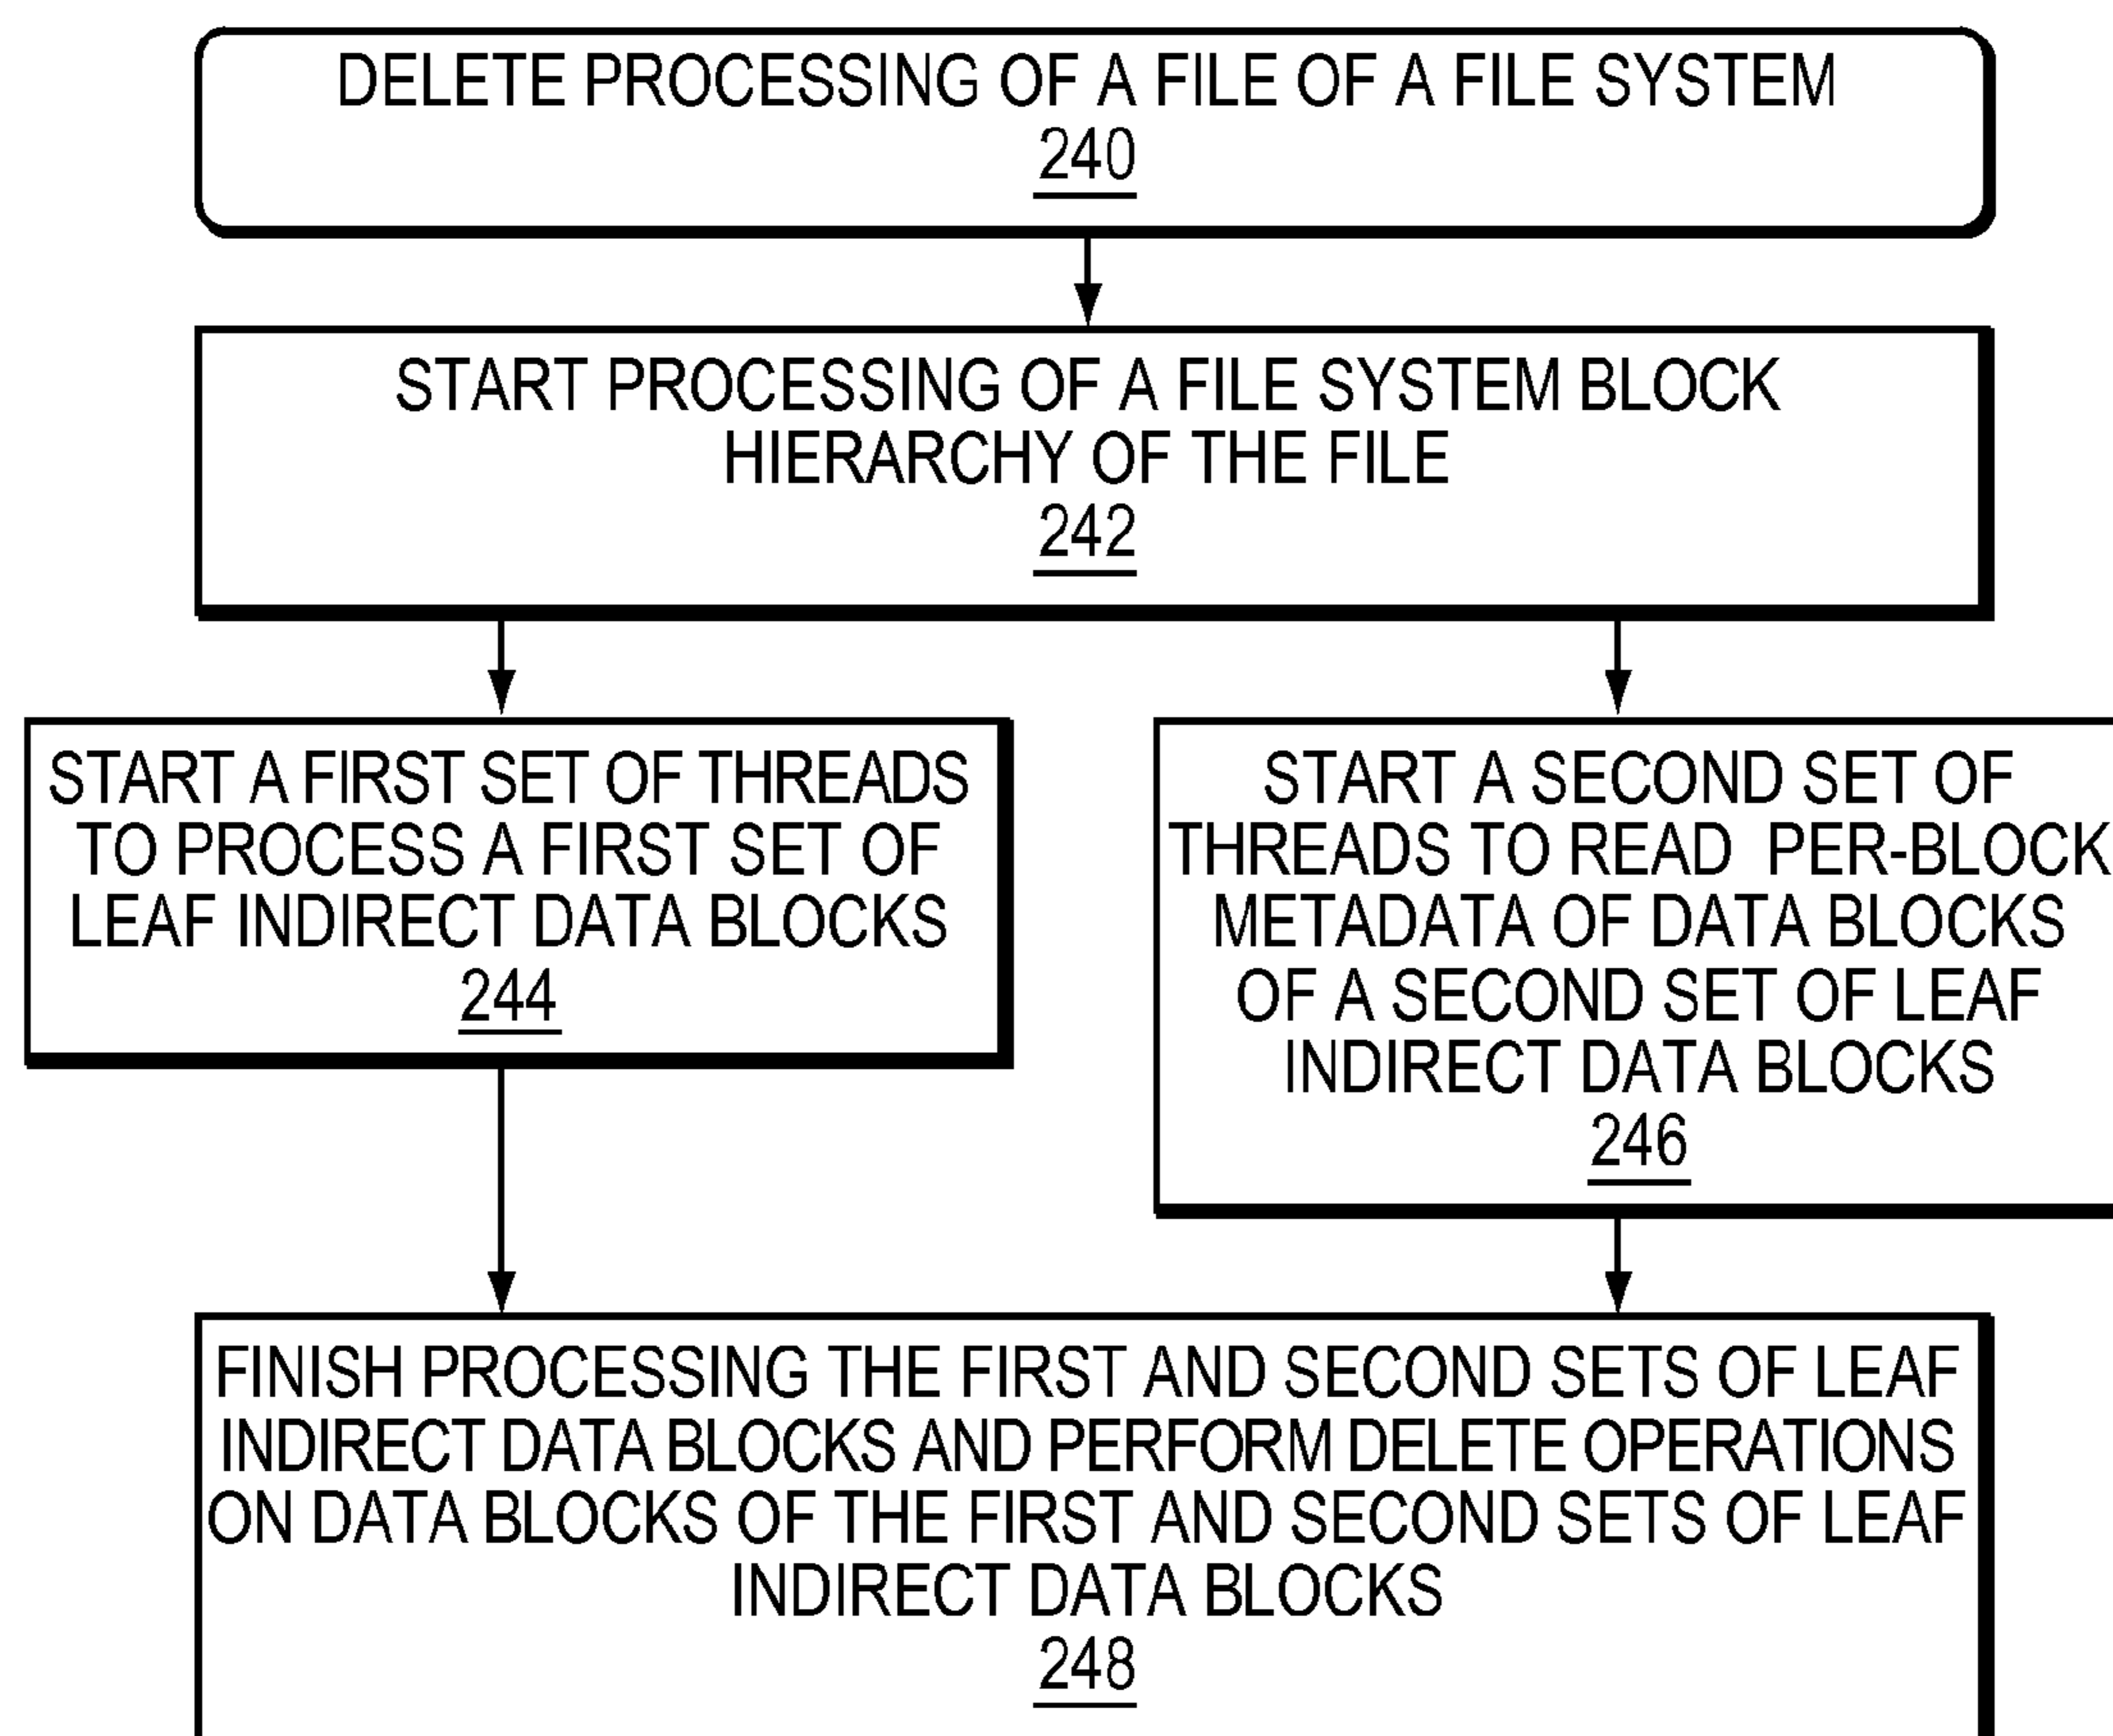 DELETE PROCESSING OF A FILE OF A FILE SYSTEM
240
START PROCESSING OF A FILE SYSTEM BLOCK
HIERARCHY OF THE FILE
242
START A FIRST SET OF THREADS
TO PROCESS A FIRST SET OF
LEAF INDIRECT DATA BLOCKS
244
START A SECOND SET OF
THREADS TO READ PER-BLOCK
METADATA OF DATA BLOCKS
OF A SECOND SET OF LEAF
INDIRECT DATA BLOCKS
246
FINISH PROCESSING THE FIRST AND SECOND SETS OF LEAF
INDIRECT DATA BLOCKS AND PERFORM DELETE OPERATIONS
ON DATA BLOCKS OF THE FIRST AND SECOND SETS OF LEAF
INDIRECT DATA BLOCKS
248